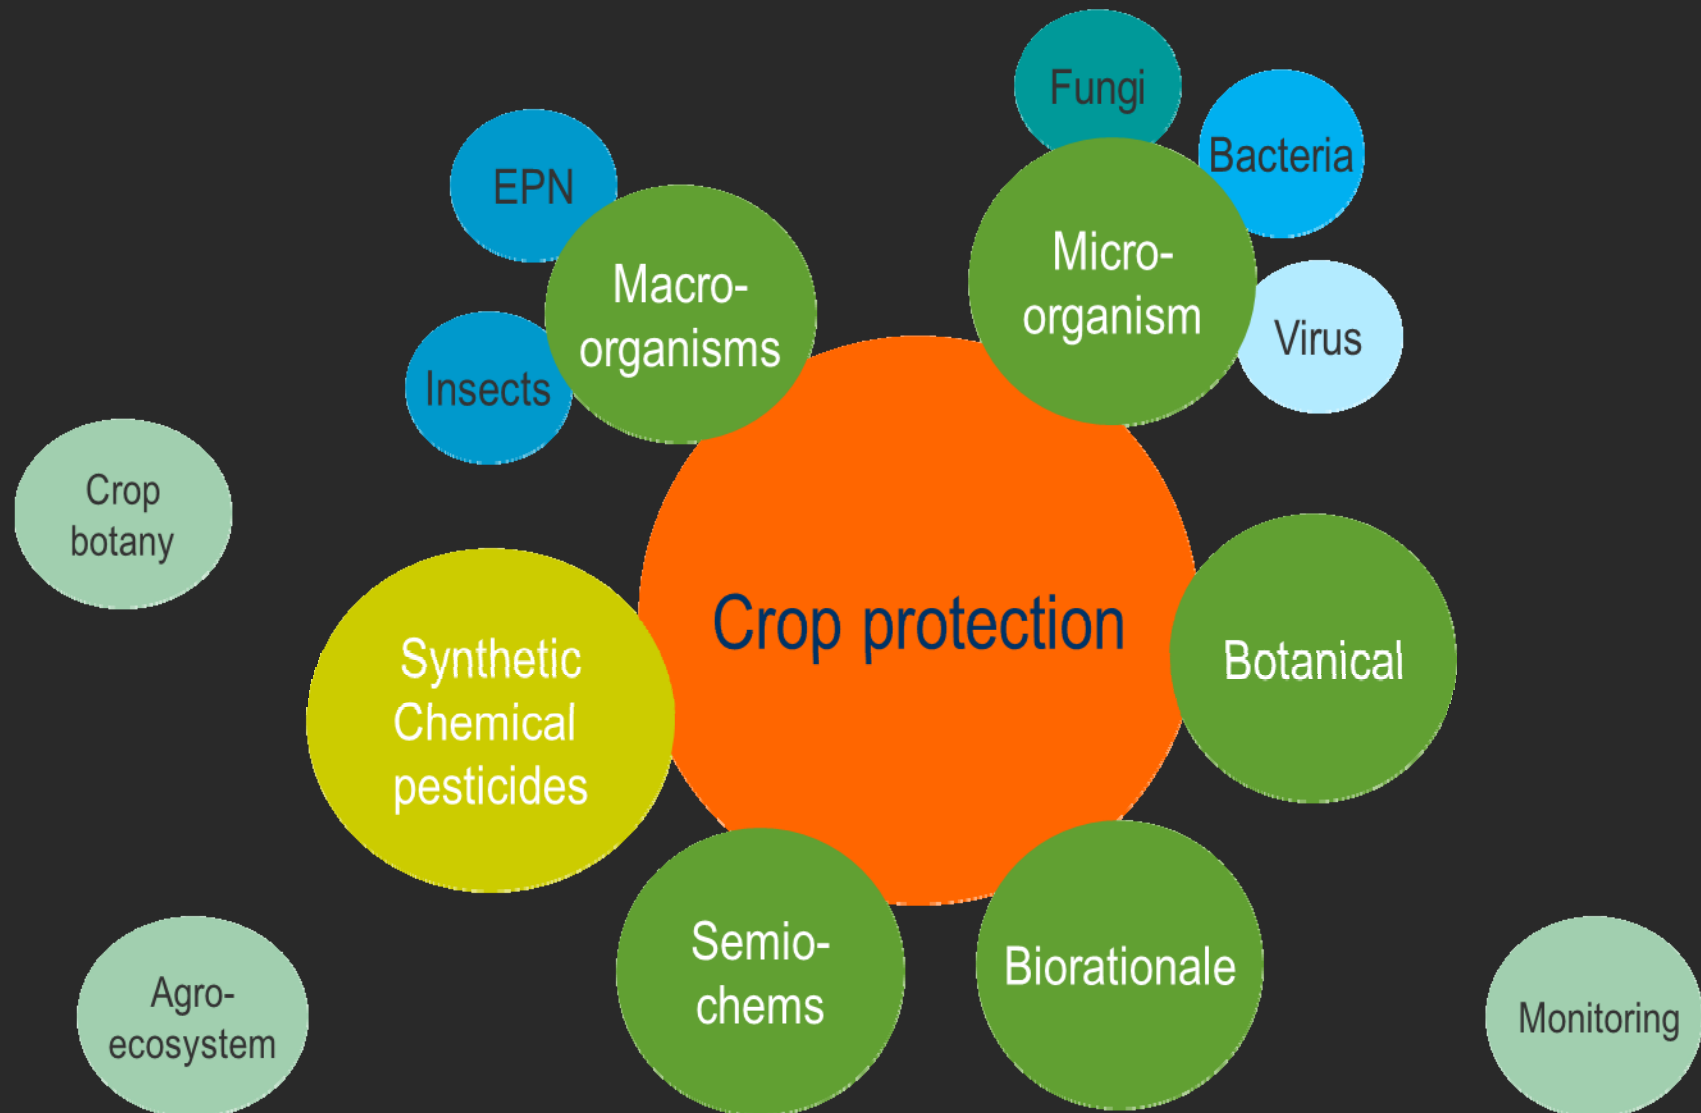 Fungi
Bacteria
EPN
Micro-
organism
Macro-
organisms
Virus
Insects
Crop
botany
Crop protection
Synthetic
Chemical
pesticides
Botanical
Semio-
chems
Biorationale
Agro-
ecosystem
Monitoring